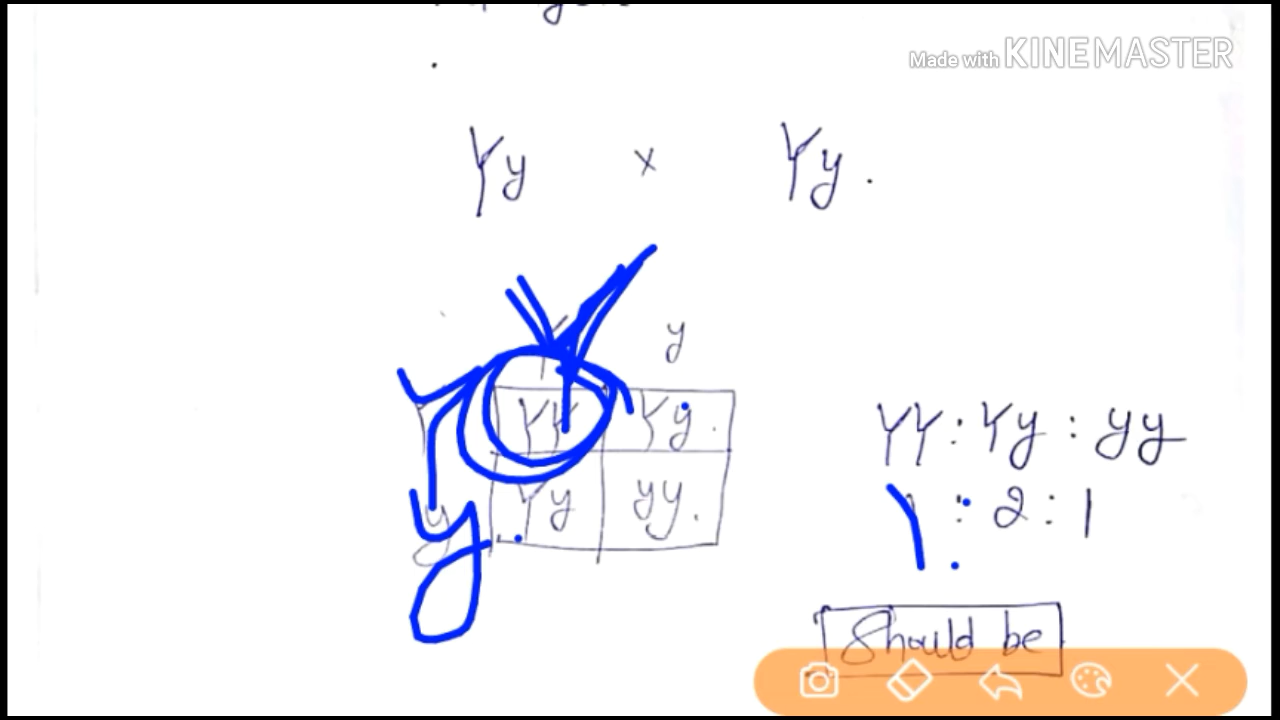 Made with KINEMASTER
Yy x Yy.
Y y
Y YY Yy.
y Yy yy.
YY : Yy : yy
1 : 2 : 1
Should be